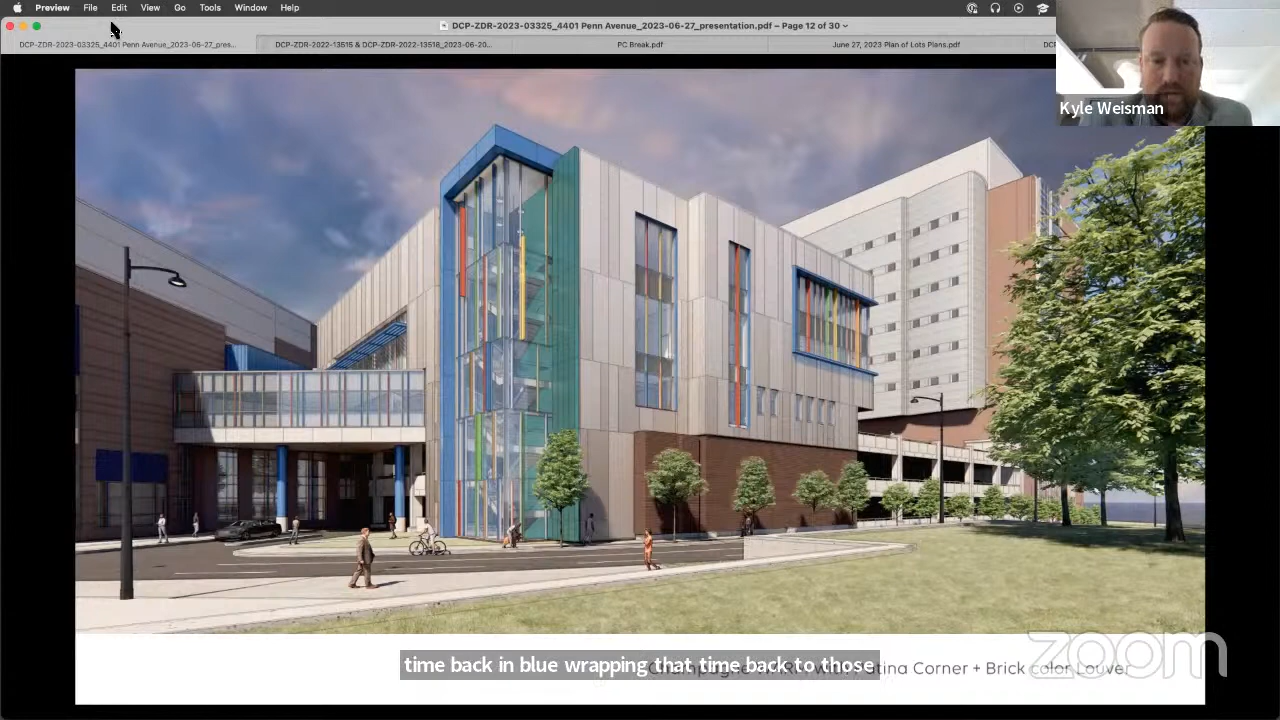 Preview File Edit View Go Tools Window Help
DCP-ZDR-2023-03325_4401 Penn Avenue_2023-06-27_presentation.pdf – Page 12 of 30
DCP-ZDR-2023-03325_4401 Penn Avenue_2023-06-27_pres...
DCP-ZDR-2022-13516 & DCP-ZDR-2022-13518_2023-06-20...
PC Break.pdf
June 27, 2023 Plan of Lots Plans.pdf
Kyle Weisman
time back in blue wrapping that time back to those
Corner + Brick color Louver
zoom